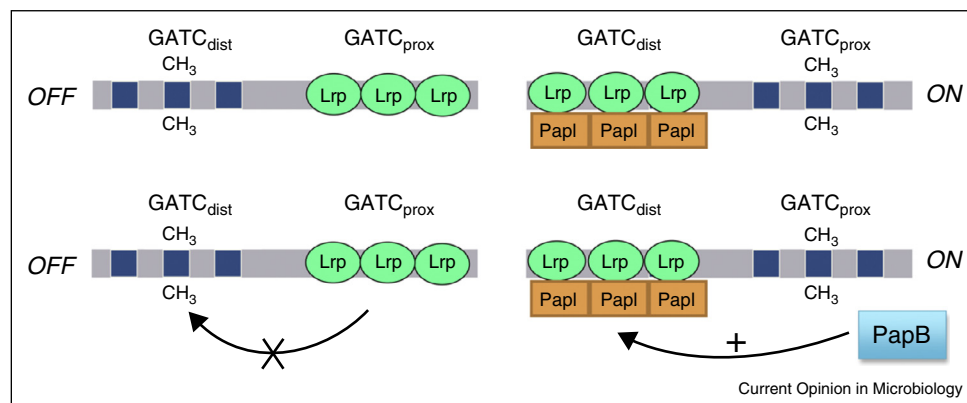 GATCdist GATCprox GATCdist GATCprox
CH3 CH3
OFF Lrp Lrp Lrp Lrp Lrp Lrp ON
PapI PapI PapI
CH3 CH3
GATCdist GATCprox GATCdist GATCprox
CH3 CH3
OFF Lrp Lrp Lrp Lrp Lrp Lrp ON
PapI PapI PapI
CH3 CH3
+ PapB
Current Opinion in Microbiology